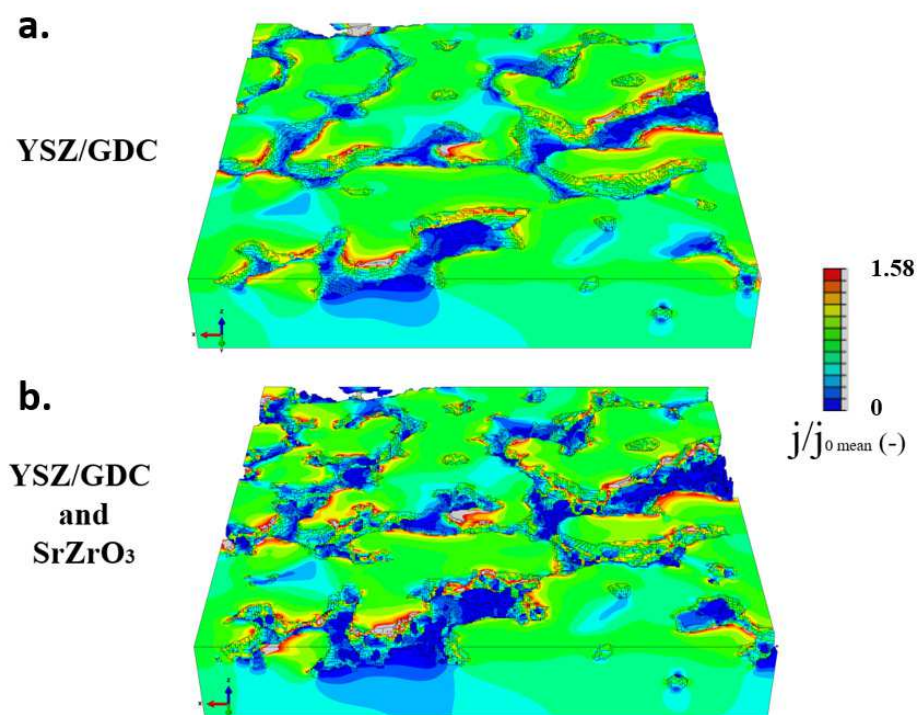 a.
YSZ/GDC
1.58
0
j/j0 mean (-)
x
z
Y
b.
YSZ/GDC
and
SrZrO3
x
z